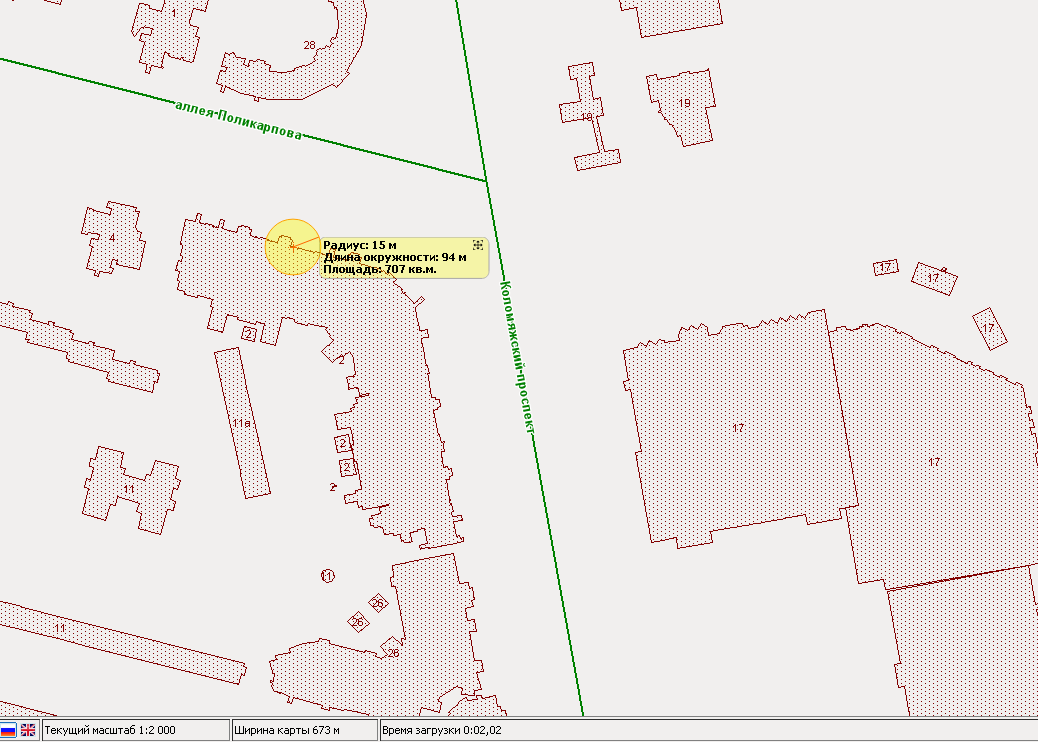 1
28
аллея-Поликарпова
19
19
4
Радиус: 15 м
Длина окружности: 94 м
Площадь: 707 кв.м.
17
17
17
2
2
Коломяжский-проспект
11а
17
2
17
2
11
2
11
26
26
11
26
Текущий масштаб 1:2 000
Ширина карты 673 м
Время загрузки 0:02,02